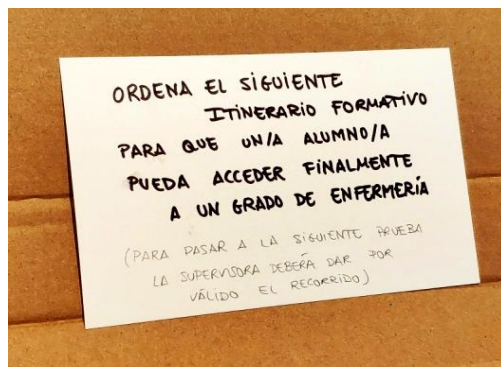 ORDENA EL SIGUIENTE
ITINERARIO FORMATIVO
PARA QUE UN/A ALUMNO/A
PUEDA ACCEDER FINALMENTE
A UN GRADO DE ENFERMERÍA
(PARA PASAR A LA SIGUIENTE PRUEBA
LA SUPERVISORA DEBERÁ DAR POR
VÁLIDO EL RECORRIDO)